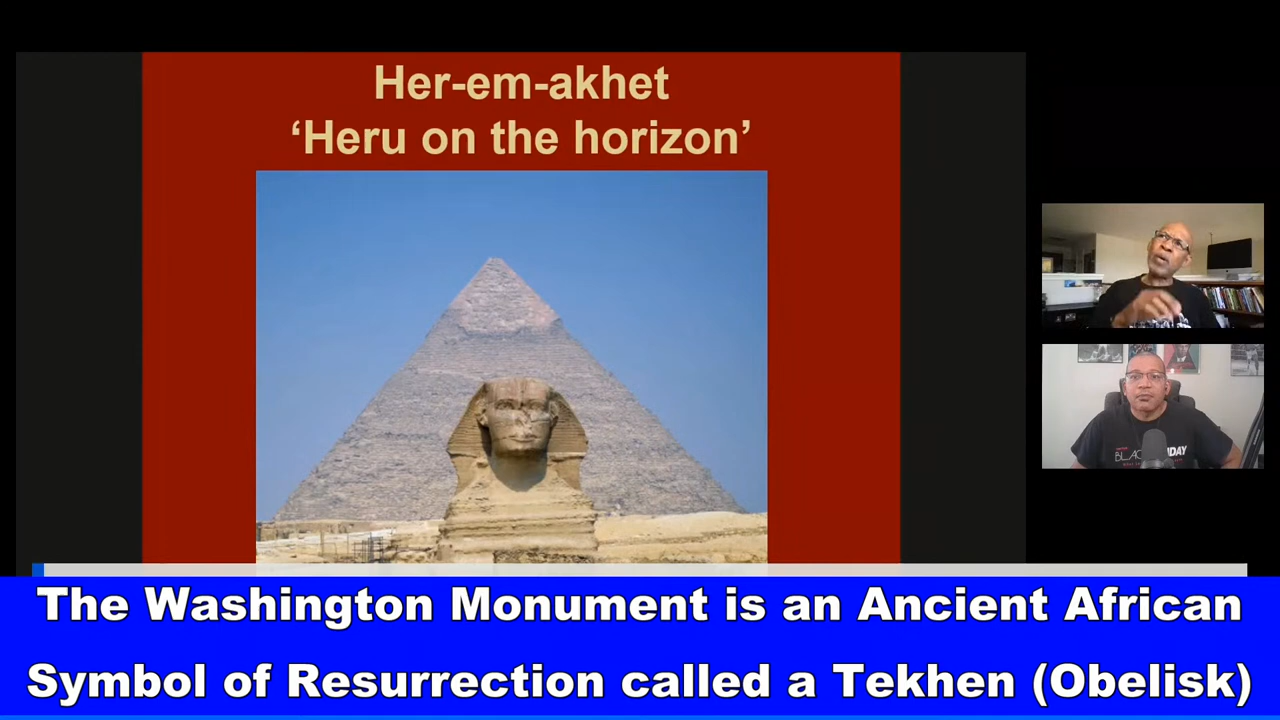 Her-em-akhet
‘Heru on the horizon’
The Washington Monument is an Ancient African
Symbol of Resurrection called a Tekhen (Obelisk)